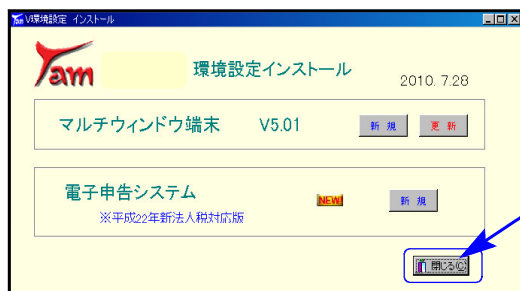 V環境設定 インストール
Tam
環境設定インストール
2010. 7.28
マルチウィンドウ端末 V5.01 新 規 更 新
電子申告システム NEW! 新 規
※平成22年新法人税対応版
閉じる(C)